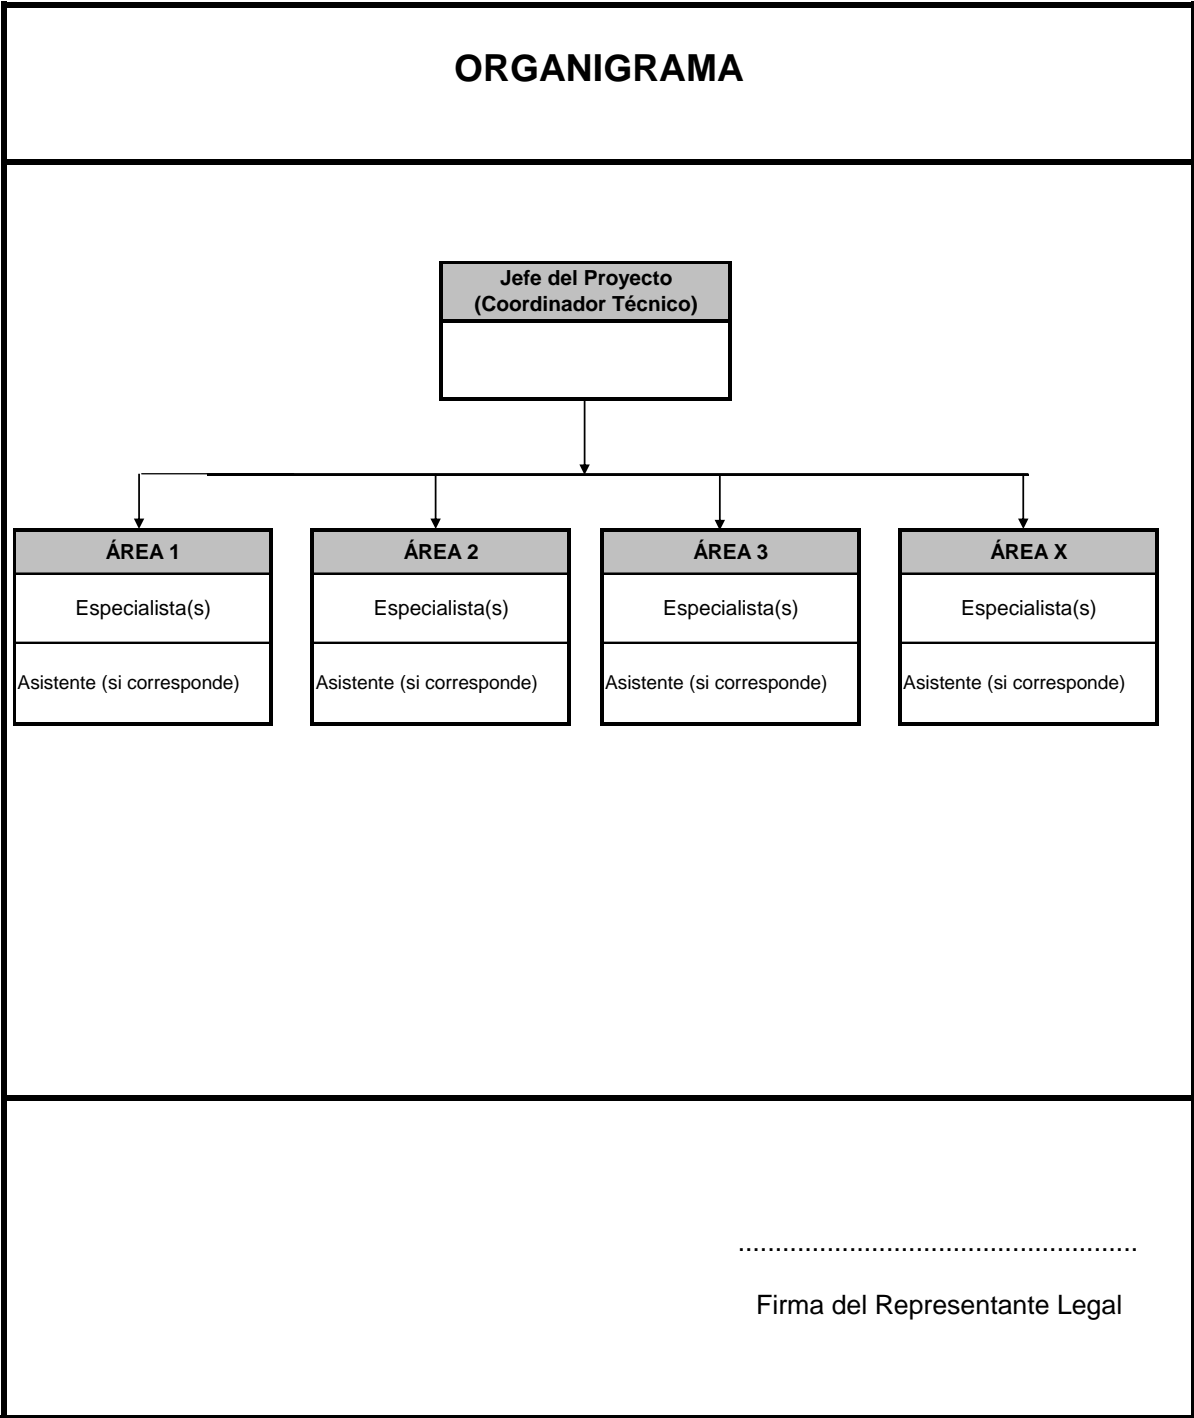 ORGANIGRAMA
Jefe del Proyecto
(Coordinador Técnico)
ÁREA 1
ÁREA 2
ÁREA 3
ÁREA X
Especialista(s)
Especialista(s)
Especialista(s)
Especialista(s)
Asistente (si corresponde)
Asistente (si corresponde)
Asistente (si corresponde)
Asistente (si corresponde)
......................................................
Firma del Representante Legal